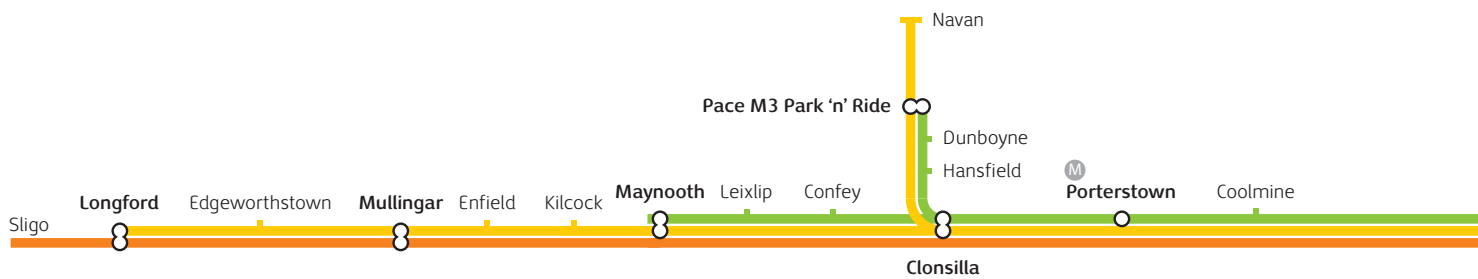 Navan
Pace M3 Park ‘n’ Ride
Dunboyne
Hansfield
M
Sligo
Longford
Edgeworthstown
Mullingar
Enfield
Kilcock
Maynooth
Leixlip
Confey
Porterstown
Coolmine
Clonsilla